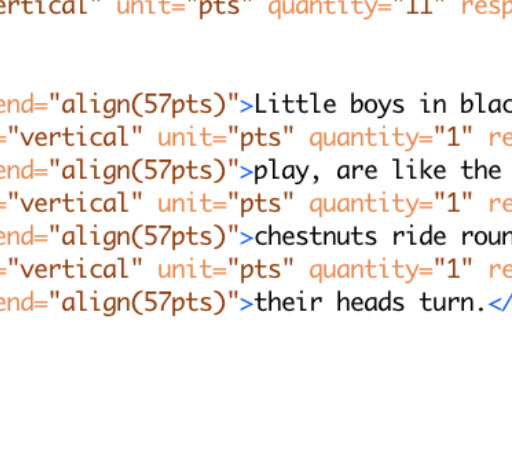 ertical" unit="pts" quantity="11" resp
end="align(57pts)">Little boys in blac
="vertical" unit="pts" quantity="1" re
end="align(57pts)">play, are like the
="vertical" unit="pts" quantity="1" re
end="align(57pts)">chestnuts ride roun
="vertical" unit="pts" quantity="1" re
end="align(57pts)">their heads turn.</